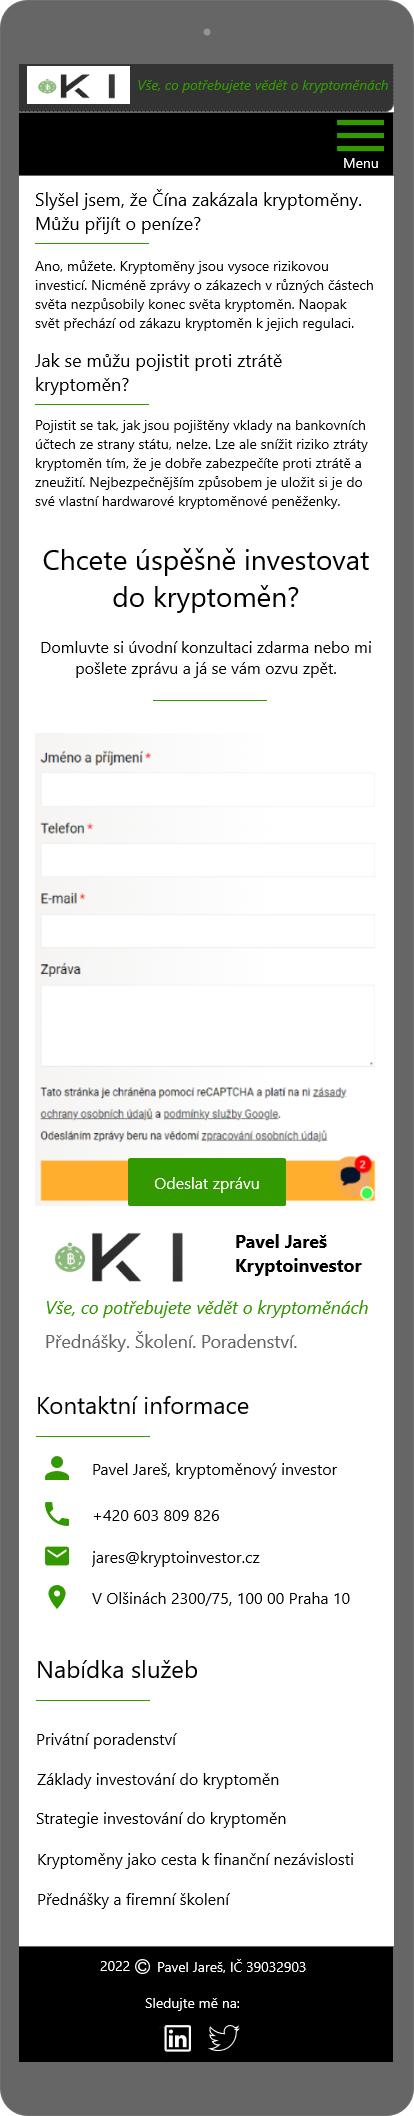 KI Vše, co potřebujete vědět o kryptoměnách
Menu
Slyšel jsem, že Čína zakázala kryptoměny.
Můžu přijít o peníze?
Ano, můžete. Kryptoměny jsou vysoce rizikovou
investicí. Nicméně zprávy o zákazech v různých částech
světa nezpůsobily konec světa kryptoměn. Naopak
svět přechází od zákazu kryptoměn k jejich regulaci.
Jak se můžu pojistit proti ztrátě
kryptoměn?
Pojistit se tak, jak jsou pojištěny vklady na bankovních
účtech ze strany státu, nelze. Lze ale snížit riziko ztráty
kryptoměn tím, že je dobře zabezpečíte proti ztrátě a
zneužití. Nejbezpečnějším způsobem je uložit si je do
své vlastní hardwarové kryptoměnové peněženky.
Chcete úspěšně investovat
do kryptoměn?
Domluvte si úvodní konzultaci zdarma nebo mi
pošlete zprávu a já se vám ozvu zpět.
Jméno a příjmení *
Telefon *
E-mail *
Zpráva
Tato stránka je chráněna pomocí reCAPTCHA a platí na ni zásady
ochrany osobních údajů a podmínky služby Google.
Odesláním zprávy beru na vědomí zpracování osobních údajů
Odeslat zprávu
2
KI
Pavel Jareš
Kryptoinvestor
Vše, co potřebujete vědět o kryptoměnách
Přednášky. Školení. Poradenství.
Kontaktní informace
Pavel Jareš, kryptoměnový investor
+420 603 809 826
jares@kryptoinvestor.cz
V Olšinách 2300/75, 100 00 Praha 10
Nabídka služeb
Privátní poradenství
Základy investování do kryptoměn
Strategie investování do kryptoměn
Kryptoměny jako cesta k finanční nezávislosti
Přednášky a firemní školení
2022 © Pavel Jareš, IČ 39032903
Sledujte mě na:
in